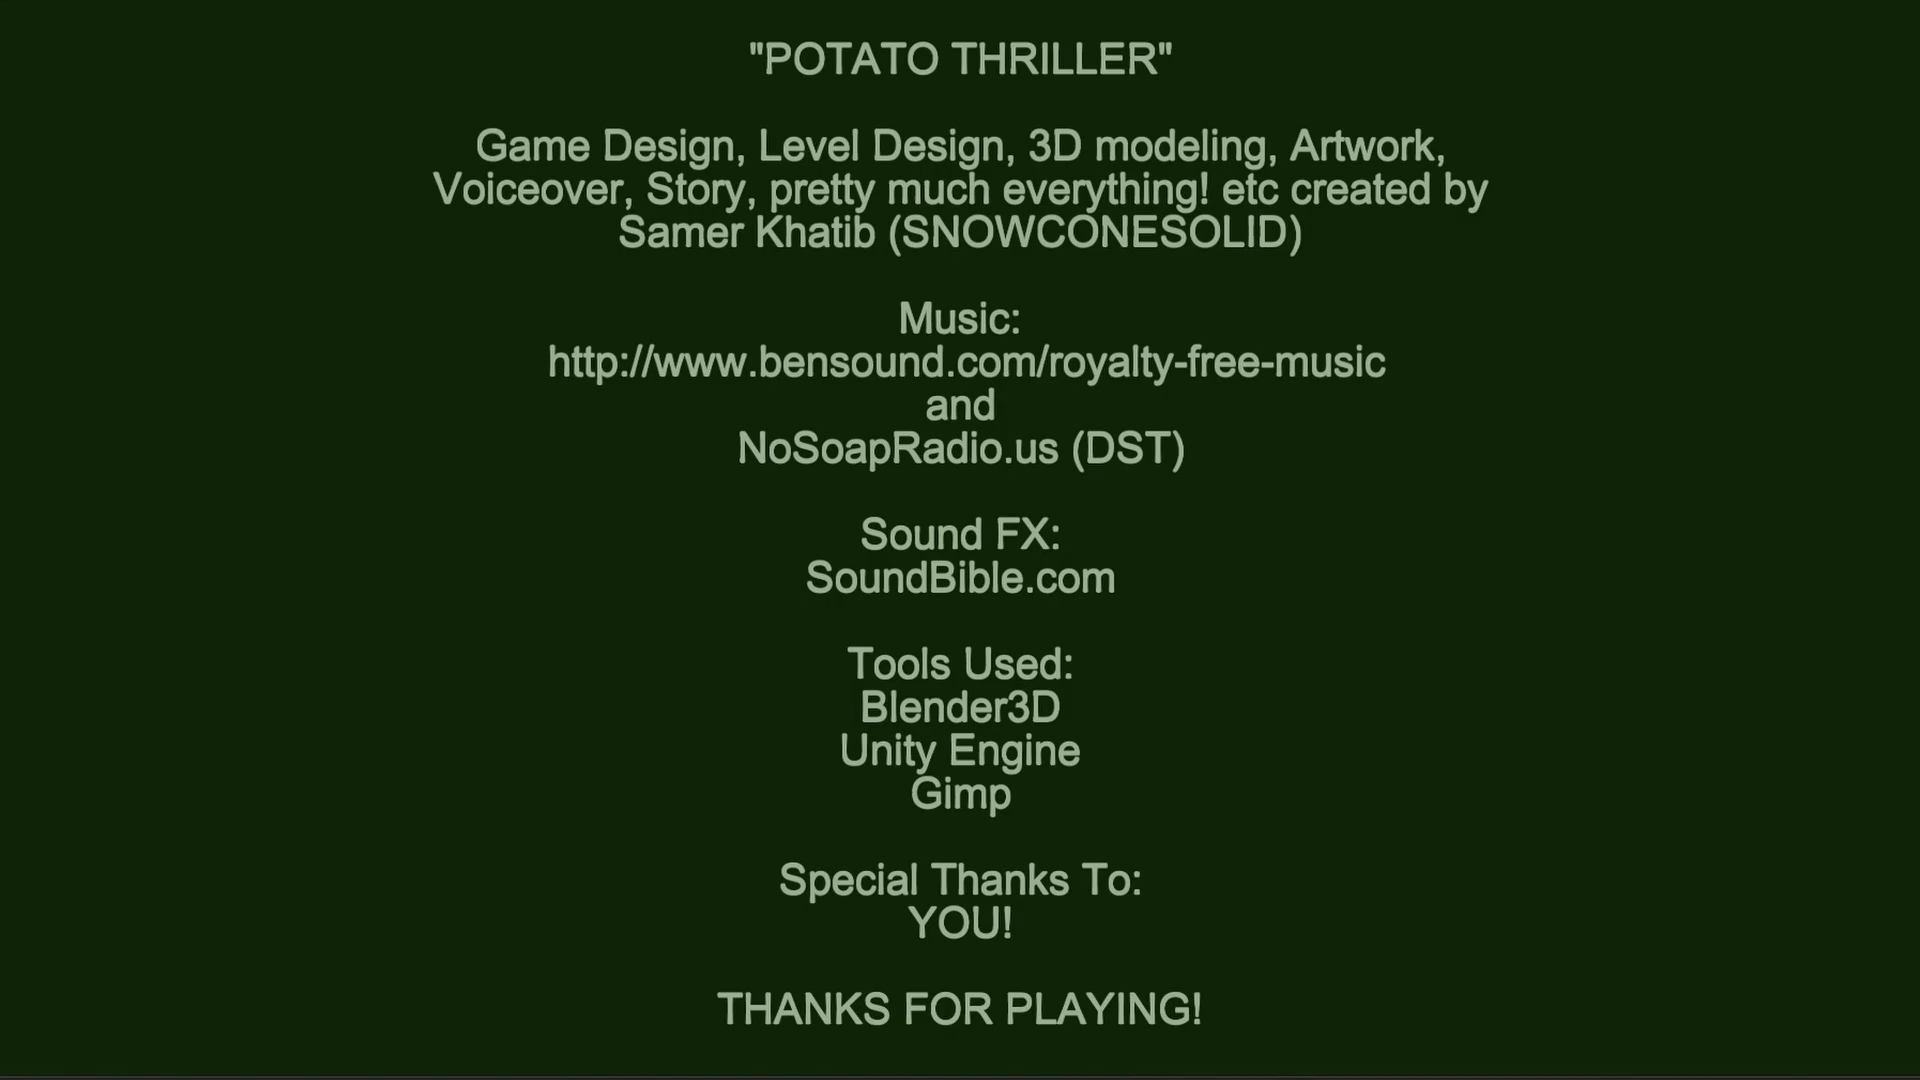 "POTATO THRILLER"
Game Design, Level Design, 3D modeling, Artwork,
Voiceover, Story, pretty much everything! etc created by
Samer Khatib (SNOWCONESOLID)
Music:
http://www.bensound.com/royalty-free-music
and
NoSoapRadio.us (DST)
Sound FX:
SoundBible.com
Tools Used:
Blender3D
Unity Engine
Gimp
Special Thanks To:
YOU!
THANKS FOR PLAYING!